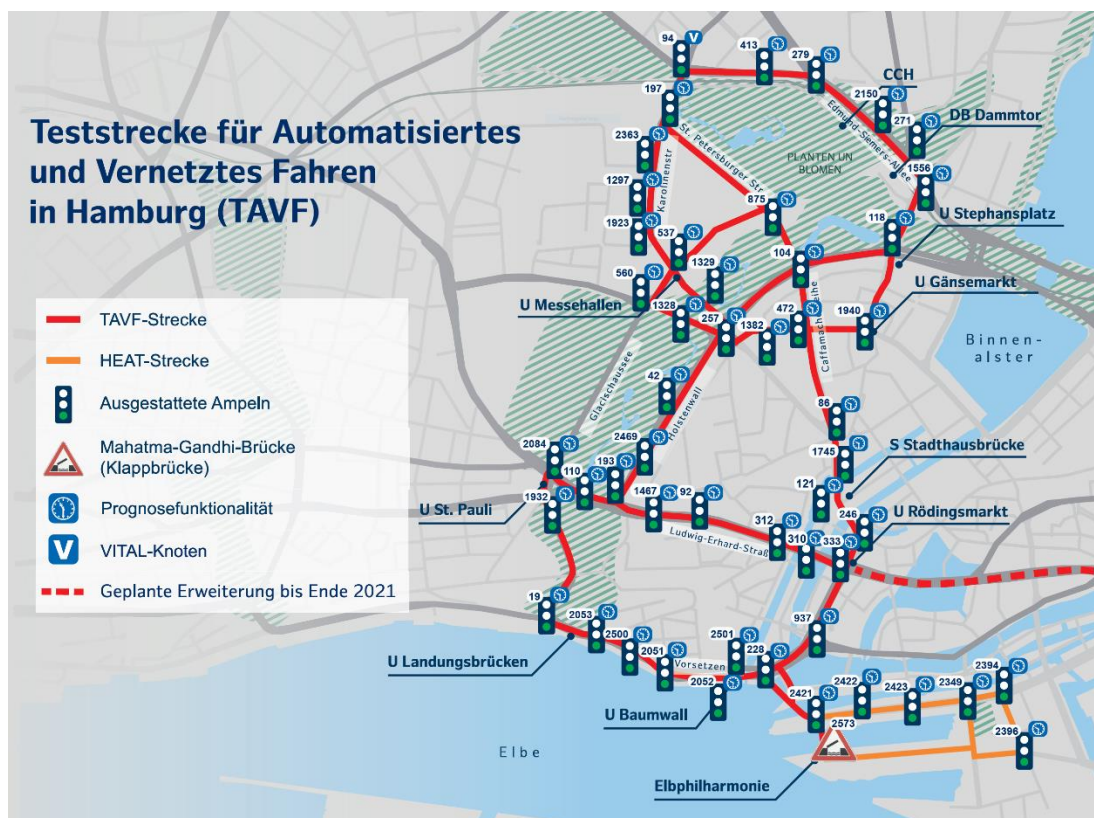 Teststrecke für Automatisiertes
und Vernetztes Fahren
in Hamburg (TAVF)
TAVF-Strecke
HEAT-Strecke
Ausgestattete Ampeln
Mahatma-Gandhi-Brücke
(Klappbrücke)
Prognosefunktionalität
V
VITAL-Knoten
Geplante Erweiterung bis Ende 2021
94
V
413
279
CCH
197
2150
271
DB Dammtor
Edmund-Siemers-Allee
2363
St. Petersburger Str
PLANTEN UN
BLOMEN
1556
Karolinenstr
1297
875
118
U Stephansplatz
1923
537
104
1329
560
U Gänsemarkt
U Messehallen
1328
257
1382
472
1940
Binnen-
alster
Glacischaussee
42
86
Holstenwall
2084
2469
193
1745
S Stadthausbrücke
110
121
1932
1467
92
U St. Pauli
246
U Rödingsmarkt
Ludwig-Erhard-Straß
312
310
333
19
2053
937
2500
2501
2051
228
U Landungsbrücken
Vorsetzen
2052
2422
2349
2394
2421
2423
U Baumwall
2573
2396
Elbe
Elbphilharmonie